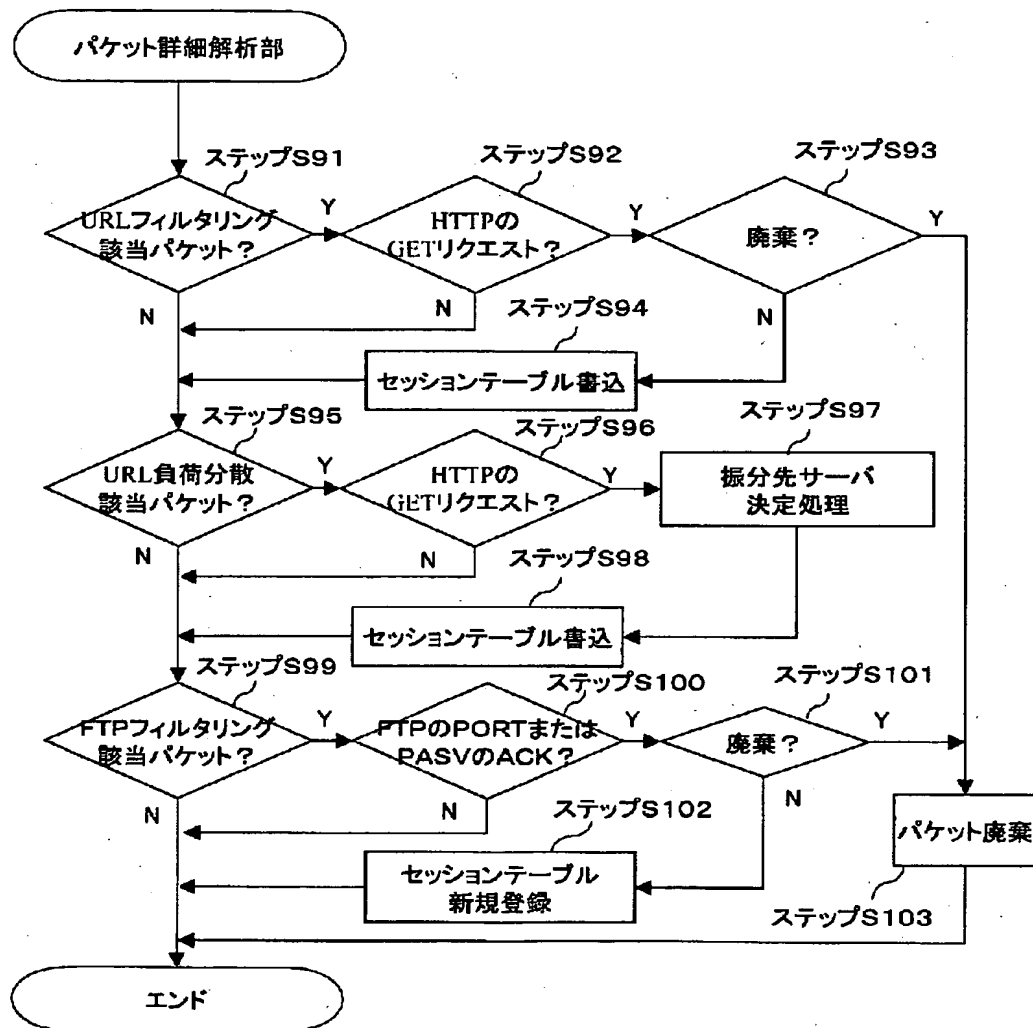 パケット詳細解析部
ステップS91
ステップS92
ステップS93
URLフィルタリング
該当パケット？
Y
HTTPの
GETリクエスト？
Y
廃棄？
Y
N
N
N
ステップS94
セッションテーブル書込
ステップS95
ステップS96
ステップS97
URL負荷分散
該当パケット？
Y
HTTPの
GETリクエスト？
Y
振分先サーバ
決定処理
N
N
ステップS98
セッションテーブル書込
ステップS99
ステップS100
ステップS101
FTPフィルタリング
該当パケット？
Y
FTPのPORTまたは
PASVのACK？
Y
廃棄？
Y
N
N
N
ステップS102
セッションテーブル
新規登録
パケット廃棄
ステップS103
エンド